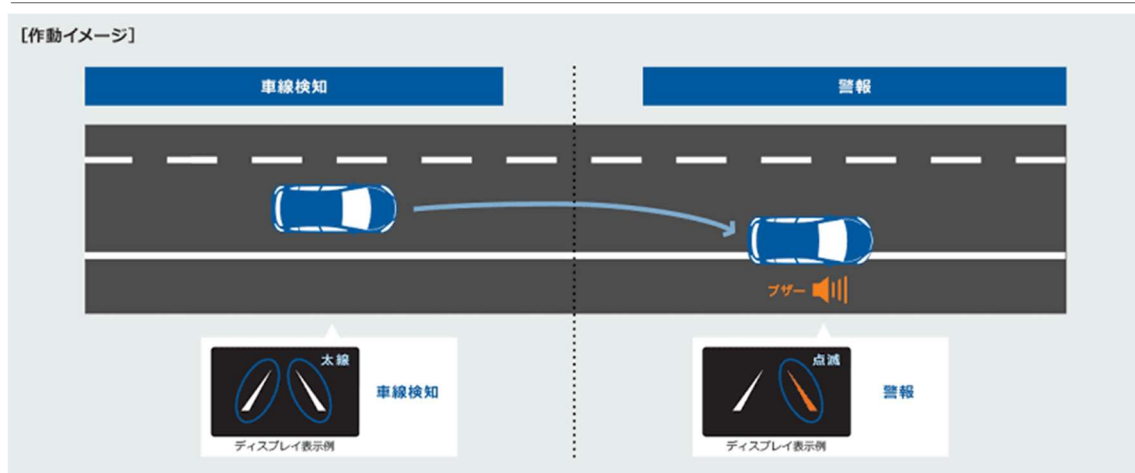 [作動イメージ]
車線検知
警報
ブザー
太線
車線検知
ディスプレイ表示例
点滅
警報
ディスプレイ表示例